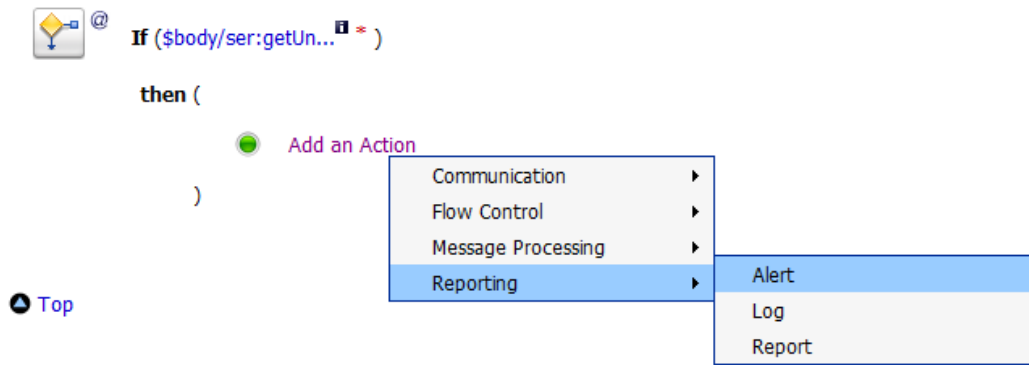 @ If ($body/ser:getUn... i * )
then (
Add an Action
Communication
)
Flow Control
Message Processing
Reporting
Alert
Top
Log
Report